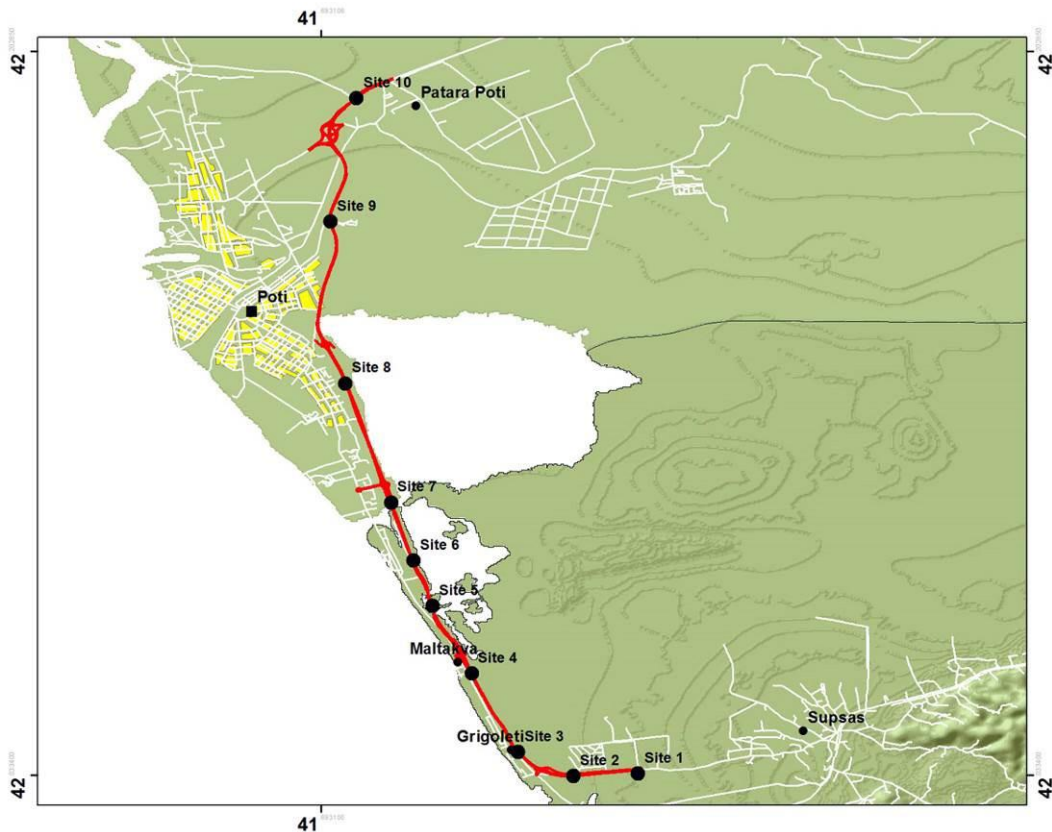 41
42
42
Site 10
Patara Poti
Site 9
Poti
Site 8
Site 7
Site 6
Site 5
Maltakva
Site 4
Supsas
Grigoleti
Site 3
Site 2
Site 1
42
42
41